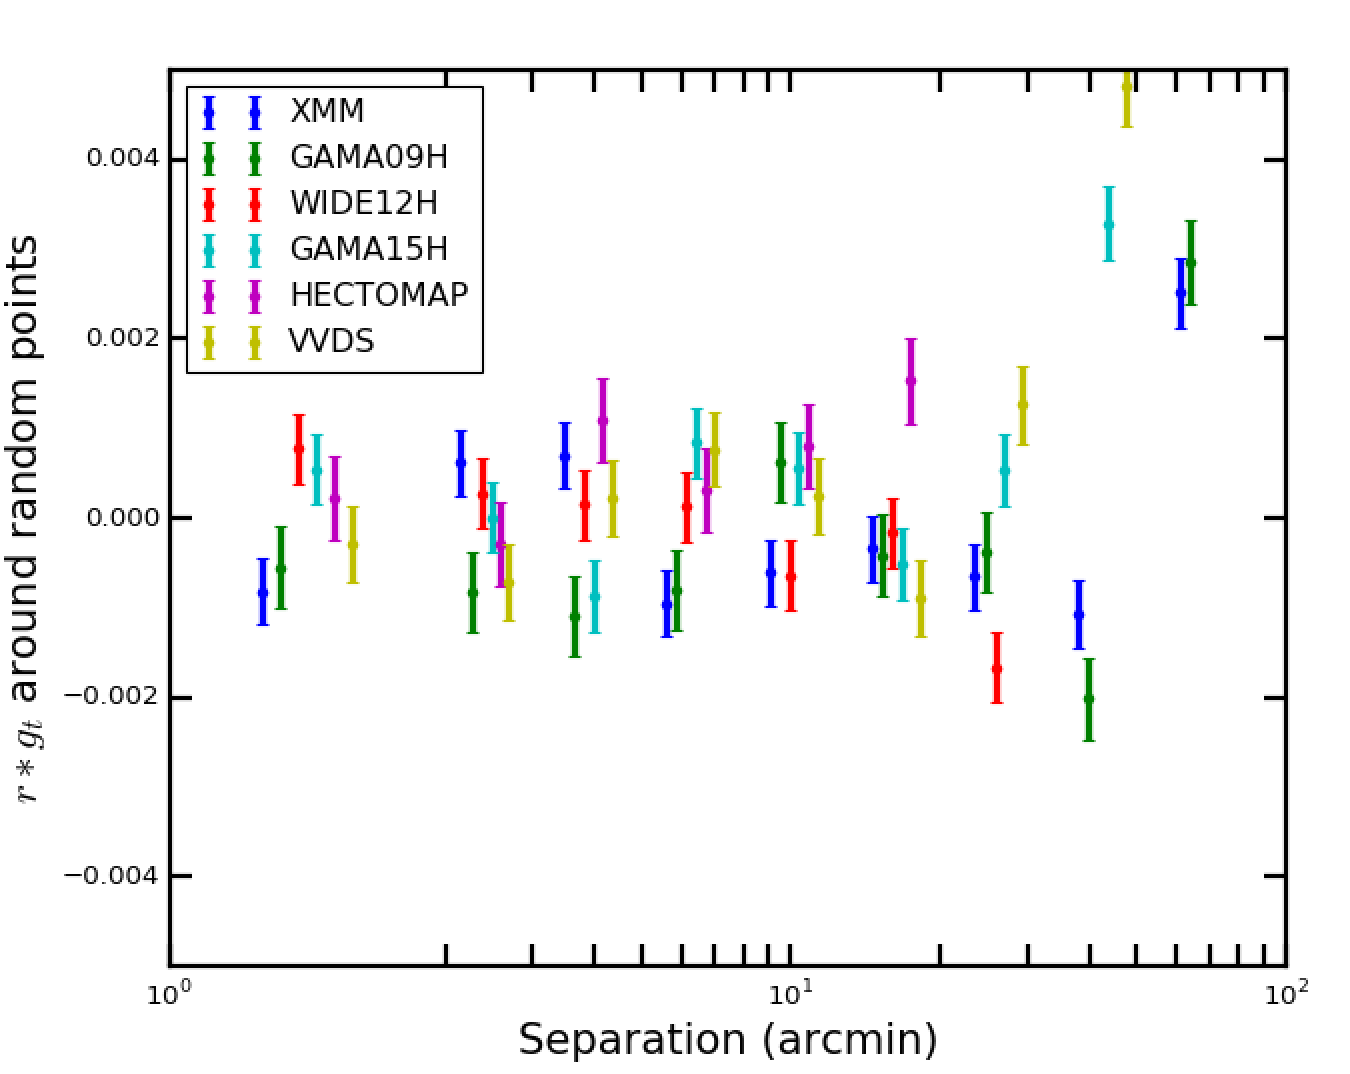 XMM
GAMA09H
WIDE12H
GAMA15H
HECTOMAP
VVDS
0.004
0.002
0.000
−0.002
−0.004
r ∗ g_t around random points
10^0
10^1
10^2
Separation (arcmin)